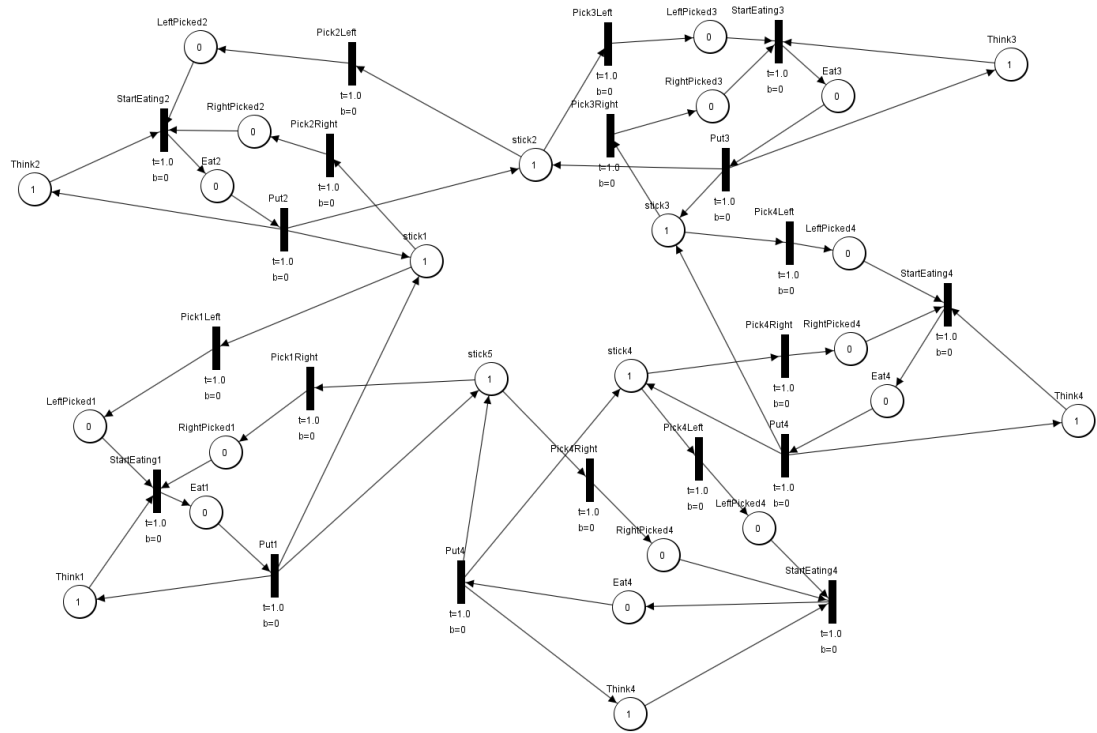 LeftPicked2
0
Pick2Left
t=1.0
b=0
StartEating2
t=1.0
b=0
RightPicked2
0
Pick2Right
t=1.0
b=0
Think2
1
Eat2
0
Put2
t=1.0
b=0
stick2
1
stick1
1
Pick3Left
t=1.0
b=0
LeftPicked3
0
StartEating3
t=1.0
b=0
Think3
1
RightPicked3
0
Eat3
0
Pick3Right
t=1.0
b=0
Put3
t=1.0
b=0
stick3
1
Pick4Left
t=1.0
b=0
LeftPicked4
0
StartEating4
t=1.0
b=0
Pick4Right
t=1.0
b=0
RightPicked4
0
Eat4
0
Think4
1
Put4
t=1.0
b=0
Pick1Left
t=1.0
b=0
Pick1Right
t=1.0
b=0
LeftPicked1
0
RightPicked1
0
StartEating1
t=1.0
b=0
Eat1
0
Put1
t=1.0
b=0
Think1
1
stick5
1
stick4
1
Pick4Right
t=1.0
b=0
Pick4Left
t=1.0
b=0
LeftPicked4
0
RightPicked4
0
StartEating4
t=1.0
b=0
Put4
t=1.0
b=0
Eat4
0
Think4
1